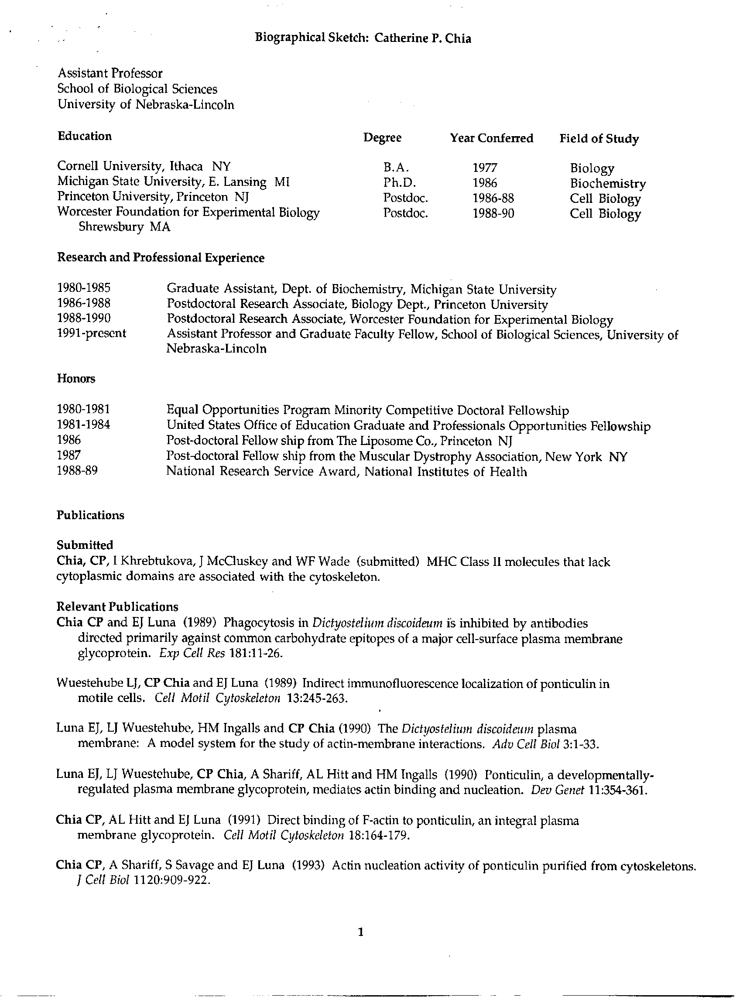 Biographical Sketch: Catherine P. Chia
Assistant Professor
School of Biological Sciences
University of Nebraska-Lincoln
Education Degree Year Conferred Field of Study
Cornell University, Ithaca NY B.A. 1977 Biology
Michigan State University, E. Lansing MI Ph.D. 1986 Biochemistry
Princeton University, Princeton NJ Postdoc. 1986-88 Cell Biology
Worcester Foundation for Experimental Biology Postdoc. 1988-90 Cell Biology
Shrewsbury MA
Research and Professional Experience
1980-1985 Graduate Assistant, Dept. of Biochemistry, Michigan State University
1986-1988 Postdoctoral Research Associate, Biology Dept., Princeton University
1988-1990 Postdoctoral Research Associate, Worcester Foundation for Experimental Biology
1991-present Assistant Professor and Graduate Faculty Fellow, School of Biological Sciences, University of
Nebraska-Lincoln
Honors
1980-1981 Equal Opportunities Program Minority Competitive Doctoral Fellowship
1981-1984 United States Office of Education Graduate and Professionals Opportunities Fellowship
1986 Post-doctoral Fellow ship from The Liposome Co., Princeton NJ
1987 Post-doctoral Fellow ship from the Muscular Dystrophy Association, New York NY
1988-89 National Research Service Award, National Institutes of Health
Publications
Submitted
Chia, CP, I Khrebtukova, J McCluskey and WF Wade (submitted) MHC Class II molecules that lack
cytoplasmic domains are associated with the cytoskeleton.
Relevant Publications
Chia CP and EJ Luna (1989) Phagocytosis in Dictyostelium discoideum is inhibited by antibodies
directed primarily against common carbohydrate epitopes of a major cell-surface plasma membrane
glycoprotein. Exp Cell Res 181:11-26.
Wuestehube LJ, CP Chia and EJ Luna (1989) Indirect immunofluorescence localization of ponticulin in
motile cells. Cell Motil Cytoskeleton 13:245-263.
Luna EJ, LJ Wuestehube, HM Ingalls and CP Chia (1990) The Dictyostelium discoideum plasma
membrane: A model system for the study of actin-membrane interactions. Adv Cell Biol 3:1-33.
Luna EJ, LJ Wuestehube, CP Chia, A Shariff, AL Hitt and HM Ingalls (1990) Ponticulin, a developmentally-
regulated plasma membrane glycoprotein, mediates actin binding and nucleation. Dev Genet 11:354-361.
Chia CP, AL Hitt and EJ Luna (1991) Direct binding of F-actin to ponticulin, an integral plasma
membrane glycoprotein. Cell Motil Cytoskeleton 18:164-179.
Chia CP, A Shariff, S Savage and EJ Luna (1993) Actin nucleation activity of ponticulin purified from cytoskeletons.
J Cell Biol 1120:909-922.
1